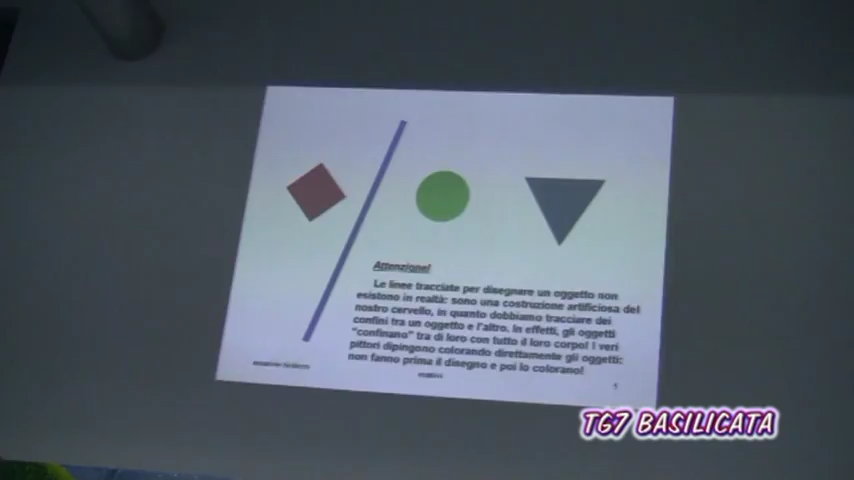 Attenzione!
Le linee tracciate per disegnare un oggetto non
esistono in realtà: sono una costruzione artificiosa del
nostro cervello, in quanto dobbiamo tracciare dei
confini tra un oggetto e l'altro. In effetti, gli oggetti
"confinano" tra di loro con tutto il loro corpo! I veri
pittori dipingono colorando direttamente gli oggetti:
non fanno prima il disegno e poi lo colorano!
5
TG7 BASILICATA